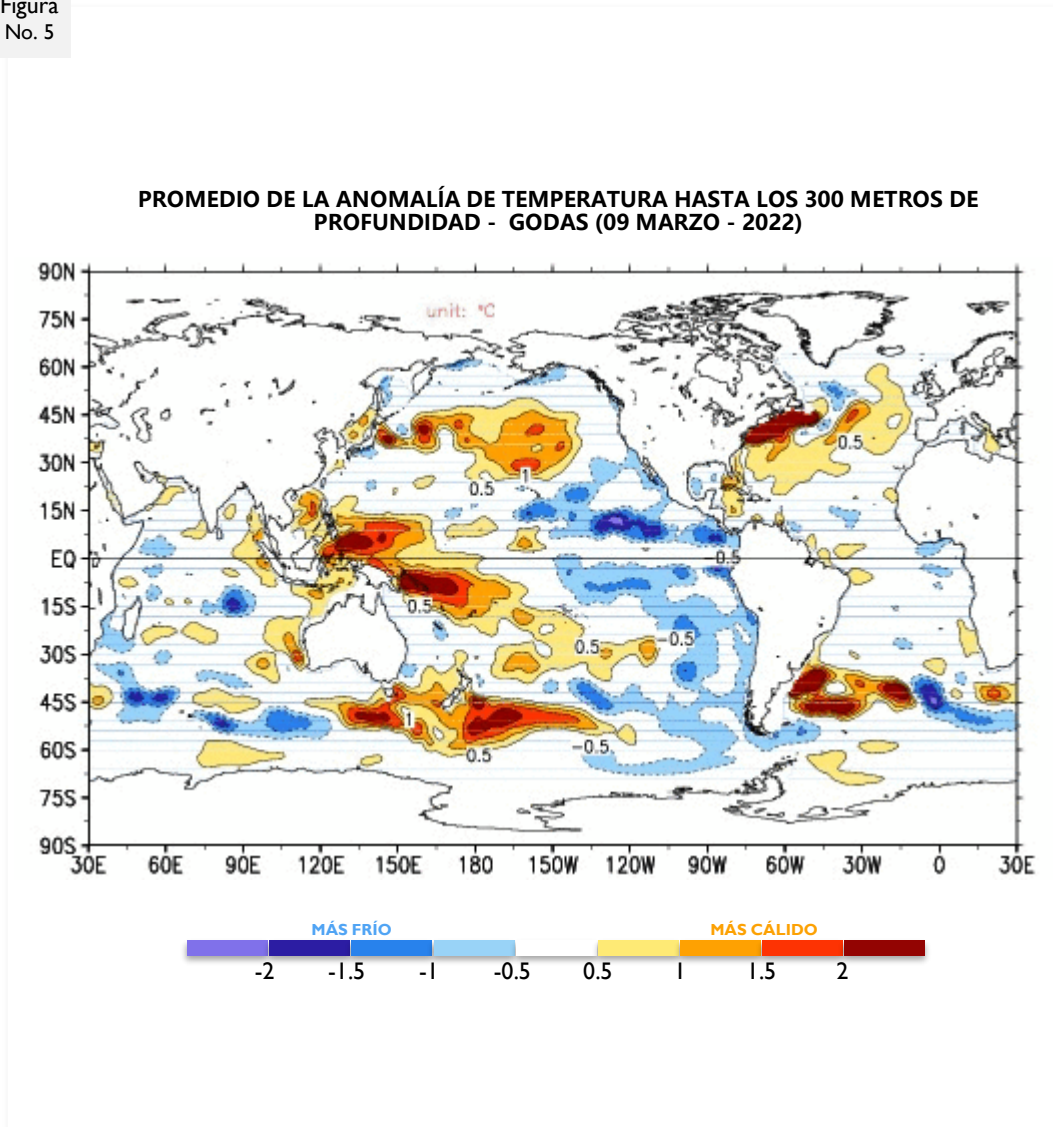 Figura
No. 5
PROMEDIO DE LA ANOMALÍA DE TEMPERATURA HASTA LOS 300 METROS DE
PROFUNDIDAD - GODAS (09 MARZO - 2022)
unit: °C
90N
75N
60N
45N
30N
15N
EQ
15S
30S
45S
60S
75S
90S
0.5
1
0.5
-0.5
0.5
0.5
-0.5
1
0.5
-0.5
30E 60E 90E 120E 150E 180 150W 120W 90W 60W 30W 0 30E
MÁS FRÍO MÁS CÁLIDO
-2 -1.5 -1 -0.5 0.5 1 1.5 2